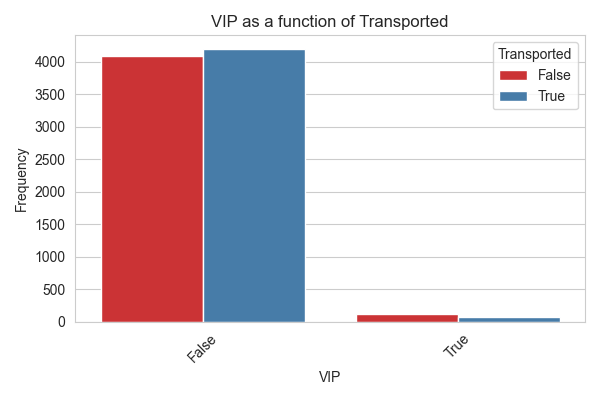 VIP as a function of Transported
Transported
False
True
4000
3500
3000
2500
2000
1500
1000
500
0
Frequency
False
True
VIP